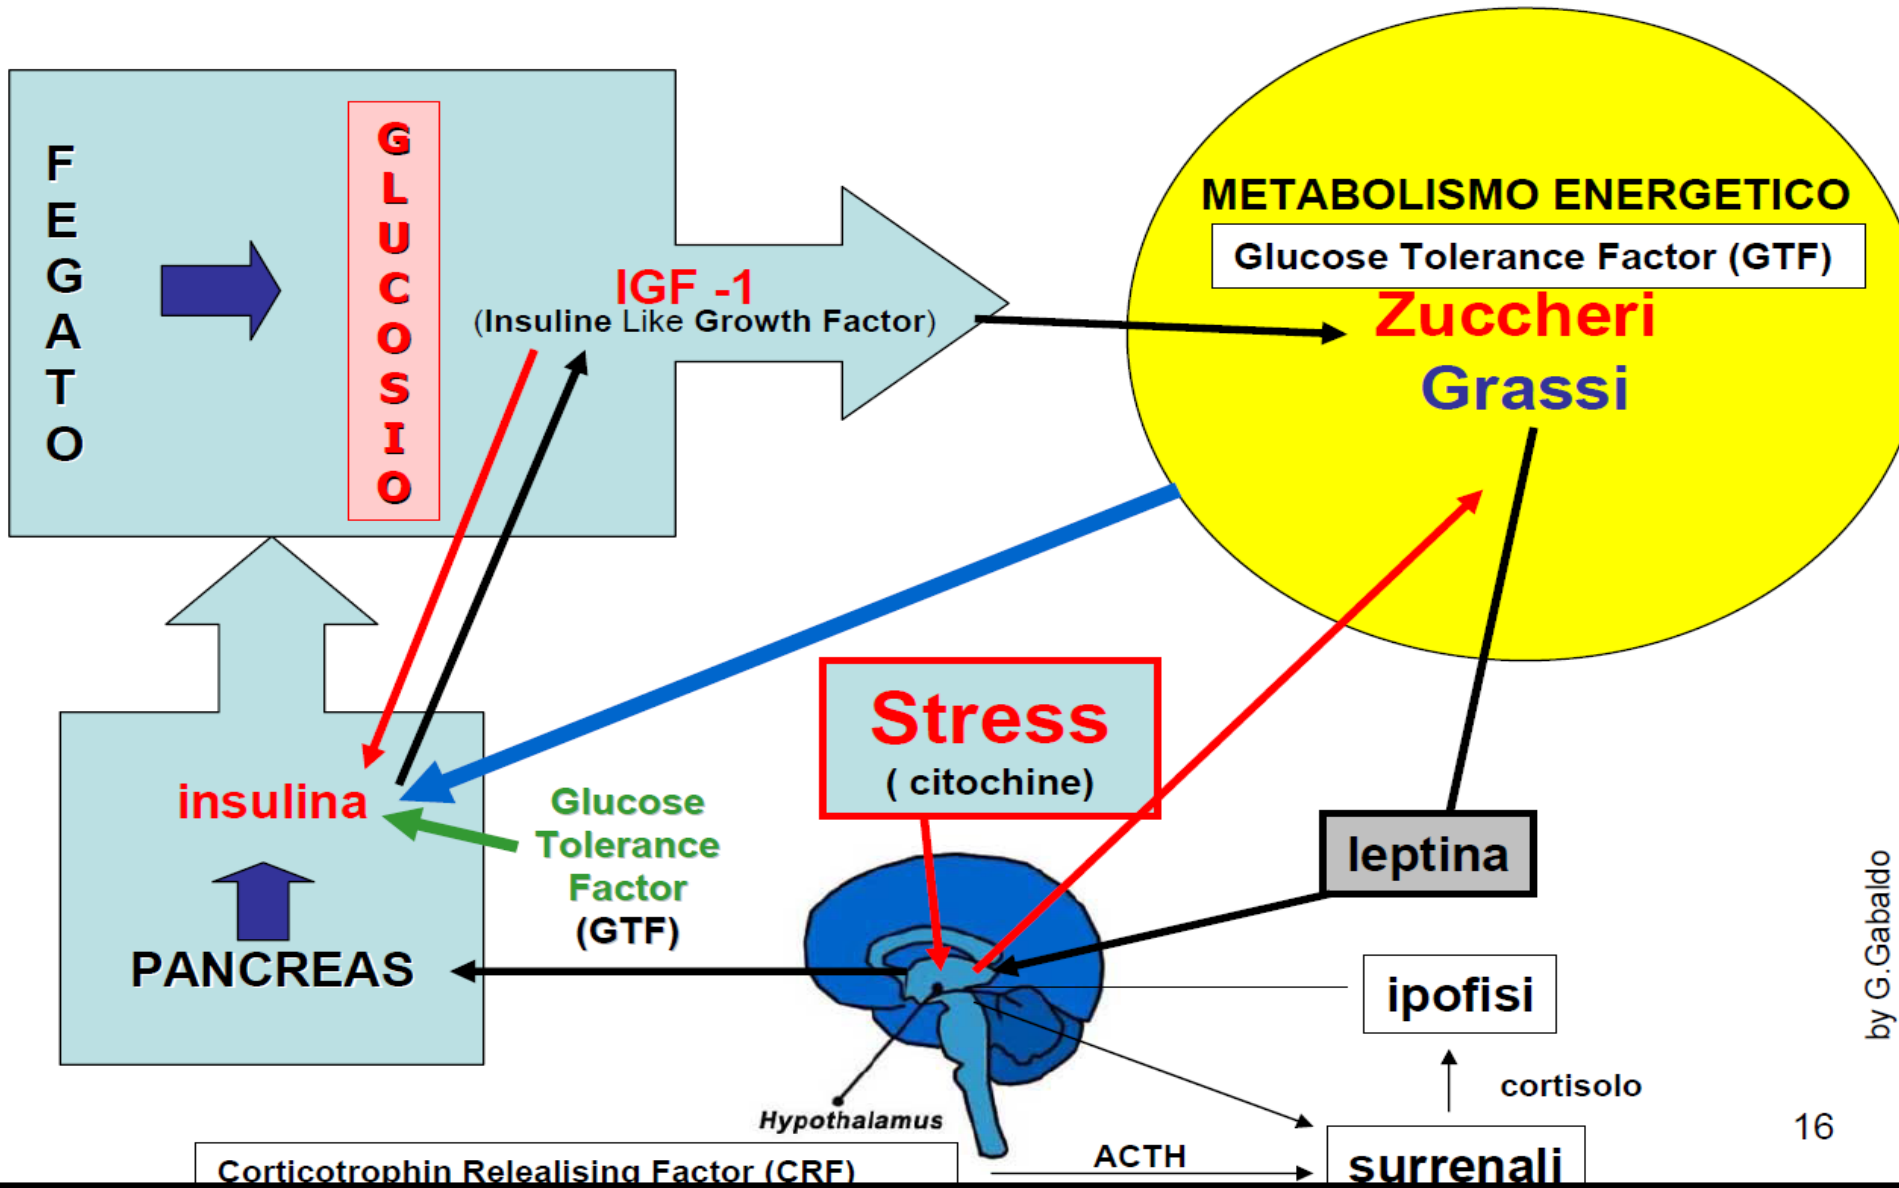 FEGATO
GLUCOSIO
IGF -1
(Insuline Like Growth Factor)
METABOLISMO ENERGETICO
Glucose Tolerance Factor (GTF)
Zuccheri
Grassi
insulina
PANCREAS
Glucose
Tolerance
Factor
(GTF)
Stress
( citochine)
leptina
ipofisi
cortisolo
Hypothalamus
Corticotrophin Relealising Factor (CRF)
ACTH
surrenali
by G.Gabaldo
16